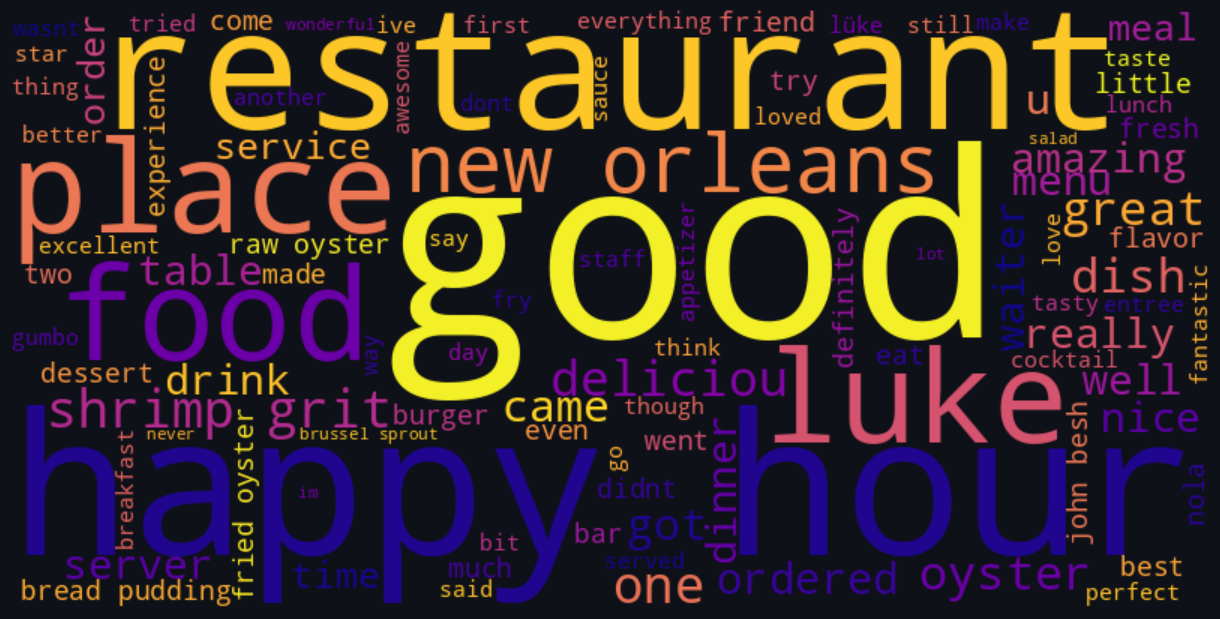 wasnt tried come wonderful ive first everything friend lüke still make meal
star order restaurant taste
thing experience another awesome dont sauce loved try u little
lunch
better service fresh
salad
place new orleans amazing
menu
good great
excellent raw oyster say staff appetizer definitely lot waiter love flavor
two table made dish
food fry tasty entree fantastic
gumbo way day think eat really
cocktail
dessert drink deliciou luke well
shrimp grit burger came though nice
never brussel sprout even went
happy hour
breakfast fried oyster im go didnt dinner john besh nola
bar got
bit
server time much served ordered oyster best
bread pudding said one perfect